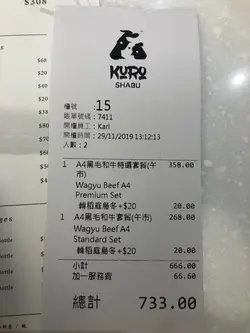 $308
KURO
SHABU
檯號 :15
賬單號碼 : 7411
開檯員工 : Karl
開檯時間 : 29/11/2019 13:12:13
人數 : 2
1 A4黑毛和牛特選套餐(午市) 358.00
Wagyu Beef A4
Premium Set
轉稻庭烏冬+$20 20.00
1 A4黑毛和牛套餐(午市) 268.00
Wagyu Beef A4
Standard Set
轉稻庭烏冬+$20 20.00
小計 666.00
加一服務費 66.60
總計 733.00